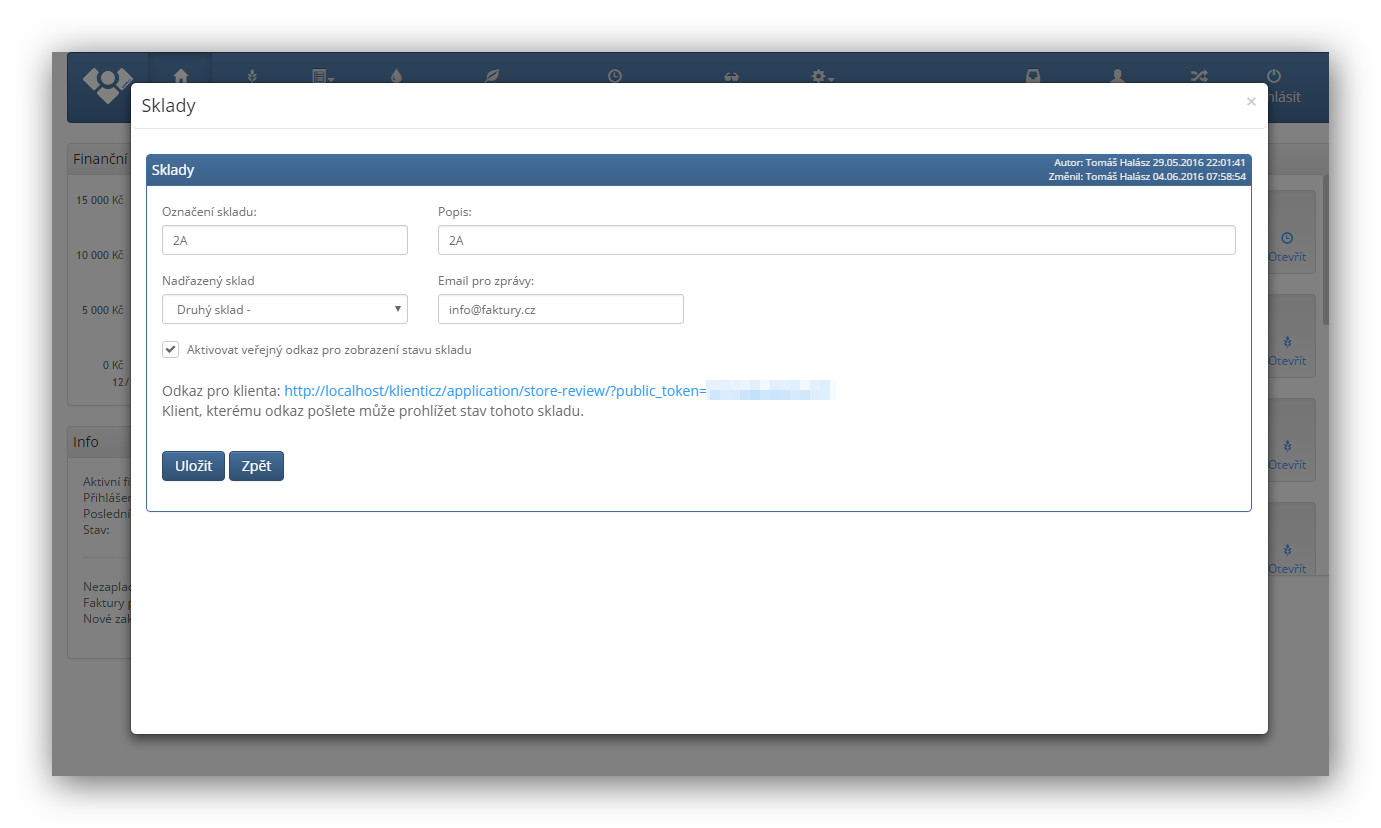 hlásit
Sklady
×
Finanční
15 000 Kč
10 000 Kč
5 000 Kč
0 Kč
12/
Sklady
Autor: Tomáš Halász 29.05.2016 22:01:41
Změnil: Tomáš Halász 04.06.2016 07:58:54
Označení skladu:
Popis:
2A
2A
Nadřazený sklad
Email pro zprávy:
Druhý sklad -
info@faktury.cz
Aktivovat veřejný odkaz pro zobrazení stavu skladu
Odkaz pro klienta: http://localhost/klienticz/application/store-review/?public_token=
Klient, kterému odkaz pošlete může prohlížet stav tohoto skladu.
Uložit
Zpět
Otevřít
Otevřít
Otevřít
Otevřít
Info
Aktivní fi
Přihlášen
Poslední
Stav:
Nezaplac
Faktury p
Nové zak